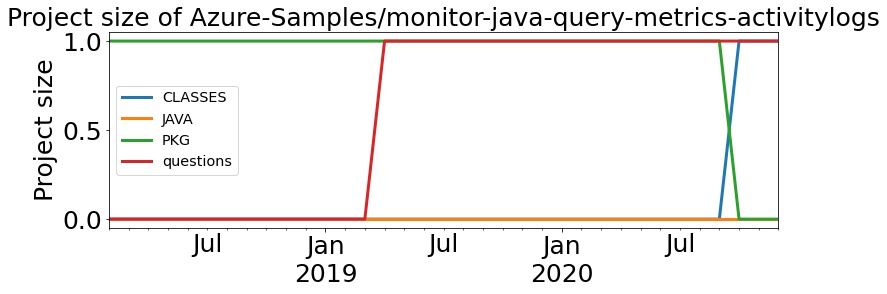 Project size of Azure-Samples/monitor-java-query-metrics-activitylogs
1.0
0.5
0.0
Project size
CLASSES
JAVA
PKG
questions
Jul
Jan
2019
Jul
Jan
2020
Jul